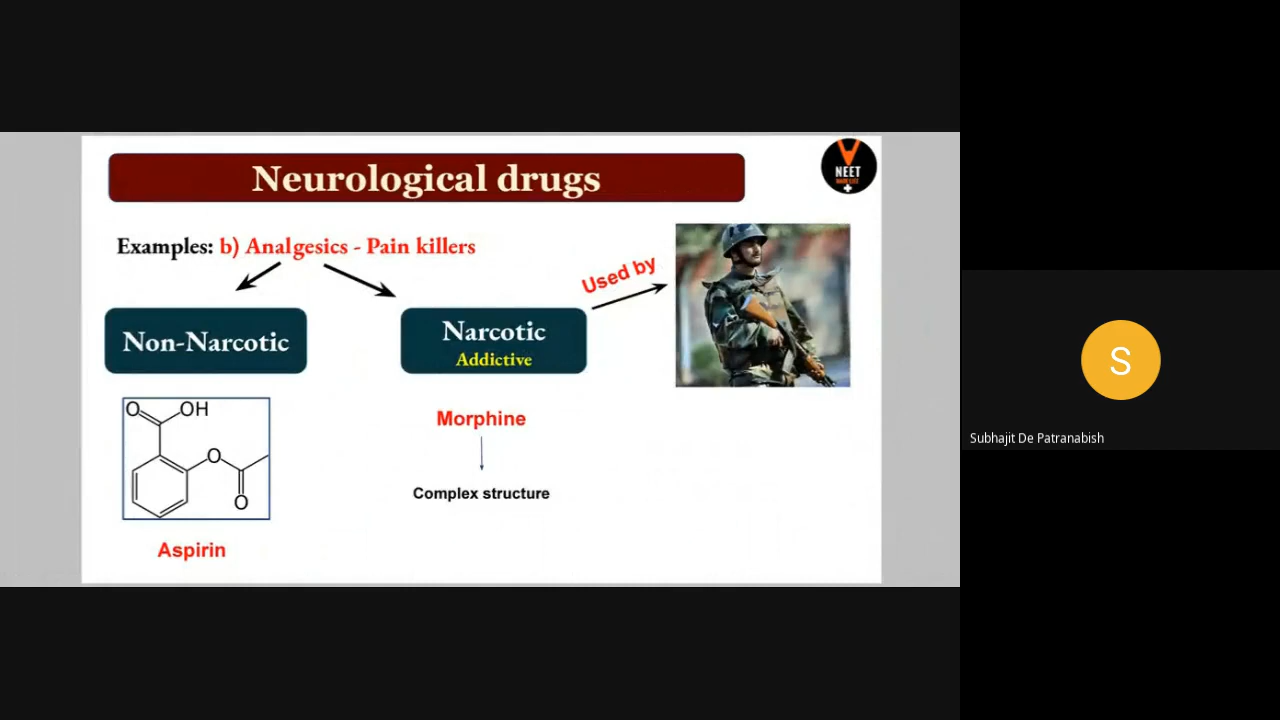 Neurological drugs
NEET
Examples: b) Analgesics - Pain killers
Used by
Non-Narcotic
Narcotic
Addictive
O
OH
O
O
Morphine
Complex structure
Aspirin
S
Subhajit De Patranabish